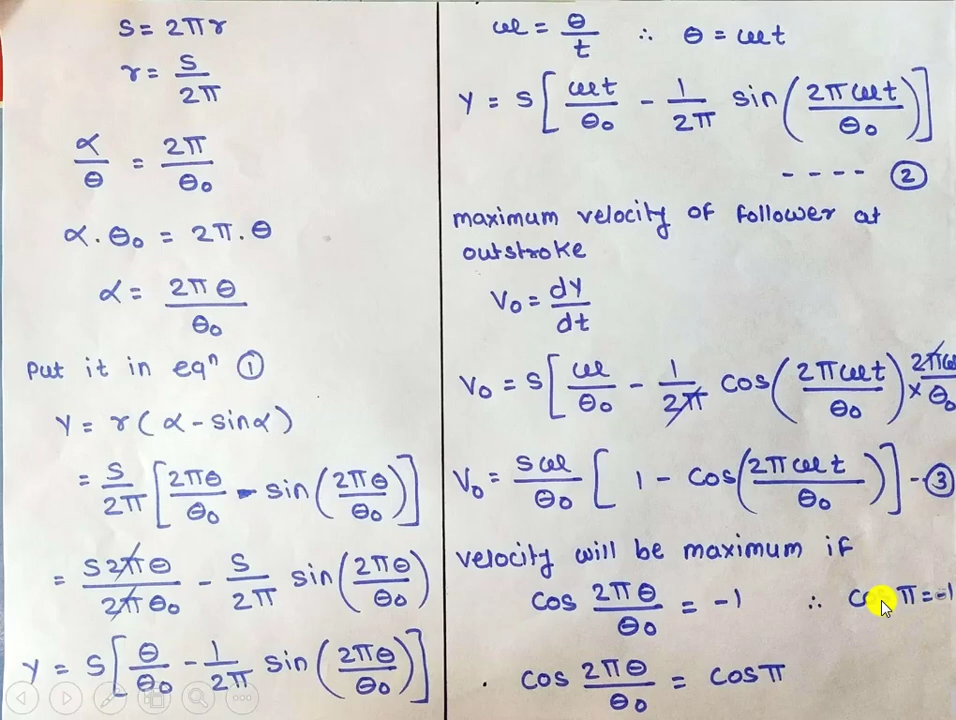 S = 2πr
r = S/2π
α/θ = 2π/θ₀
α . θ₀ = 2π . θ
α = 2πθ/θ₀
Put it in eqⁿ ①
Y = r ( α - sinα )
= S/2π [ 2πθ/θ₀ - sin ( 2πθ/θ₀ ) ]
= S2πθ/2πθ₀ - S/2π sin ( 2πθ/θ₀ )
Y = S [ θ/θ₀ - 1/2π sin ( 2πθ/θ₀ ) ]
ω = θ/t ∴ θ = ωt
Y = S [ ωt/θ₀ - 1/2π sin ( 2πωt/θ₀ ) ]
- - - - ②
maximum velocity of follower at
outstroke
V₀ = dy/dt
V₀ = S [ ω/θ₀ - 1/2π cos ( 2πωt/θ₀ ) × 2πω/θ₀
V₀ = Sω/θ₀ [ 1 - cos ( 2πωt/θ₀ ) ] - ③
velocity will be maximum if
cos 2πθ/θ₀ = -1 ∴ cos π = -1
. cos 2πθ/θ₀ = cosπ